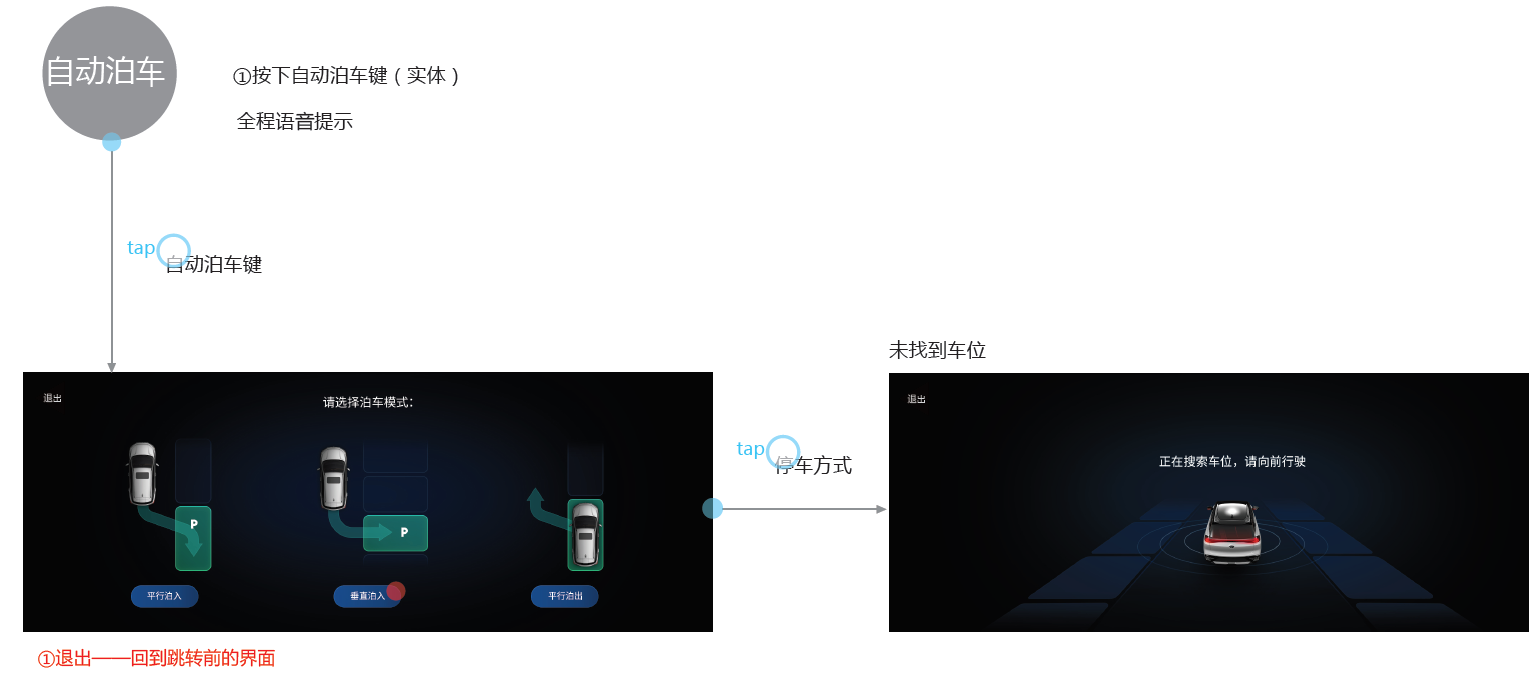 自动泊车
①按下自动泊车键（实体）
全程语音提示
tap
自动泊车键
未找到车位
退出
请选择泊车模式：
P
P
平行泊入
垂直泊入
平行泊出
tap
停车方式
退出
正在搜索车位，请向前行驶
①退出——回到跳转前的界面